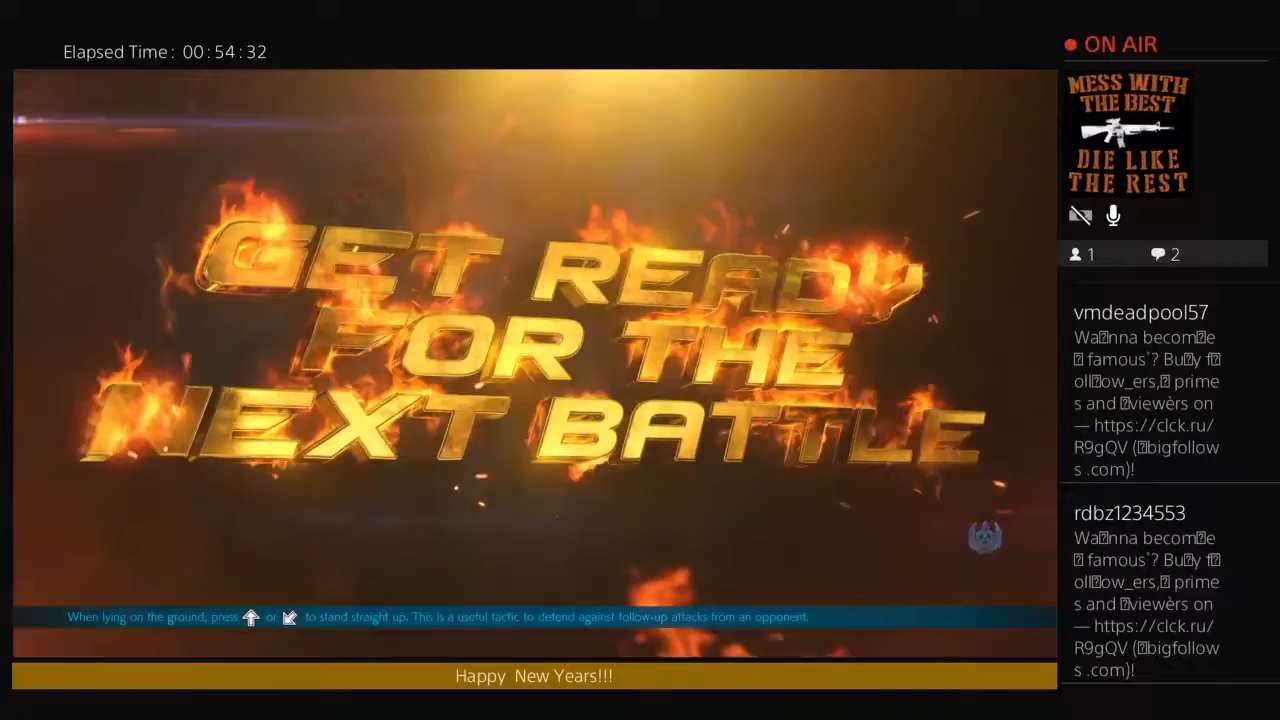 Elapsed Time: 00:54:32
ON AIR
MESS WITH
THE BEST
DIE LIKE
THE REST
1 2
GET READY
FOR THE
NEXT BATTLE
vmdeadpool57
Wa⍰nna becom⍰e
⍰ famous˚? Bu⍰y f⍰
oll⍰ow_ers,⍰ prime
s and ⍰viewèrs on
— https://clck.ru/
R9gQV (⍰bigfollow
s .com)!
rdbz1234553
Wa⍰nna becom⍰e
⍰ famous˚? Bu⍰y f⍰
oll⍰ow_ers,⍰ prime
s and ⍰viewèrs on
— https://clck.ru/
R9gQV (⍰bigfollow
s .com)!
When lying on the ground, press ⬆ or ↙ to stand straight up. This is a useful tactic to defend against follow-up attacks from an opponent.
Happy New Years!!!